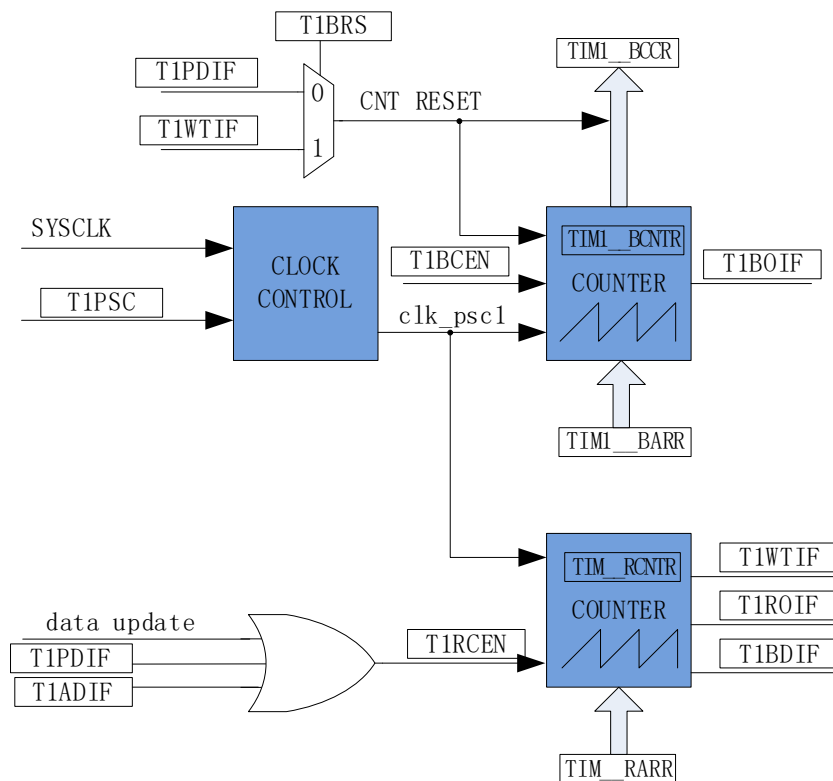 T1BRS
T1PDIF
0
TIM1__BCCR
CNT RESET
T1WTIF
1
SYSCLK
CLOCK
CONTROL
TIM1__BCNTR
T1BCEN
COUNTER
T1BOIF
T1PSC
clk_psc1
TIM1__BARR
TIM__RCNTR
T1WTIF
COUNTER
T1ROIF
data update
T1PDIF
T1RCEN
T1BDIF
T1ADIF
TIM__RARR